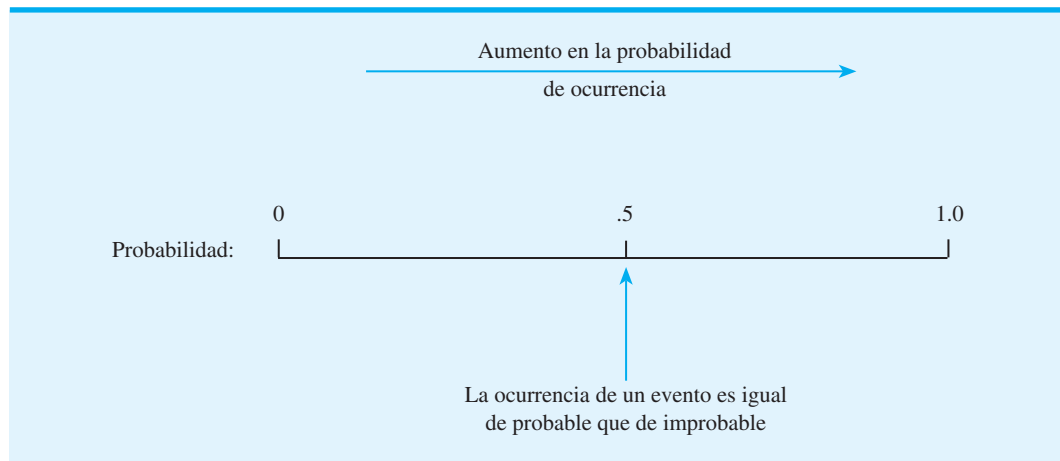 Aumento en la probabilidad
de ocurrencia
0 .5 1.0
Probabilidad:
La ocurrencia de un evento es igual
de probable que de improbable